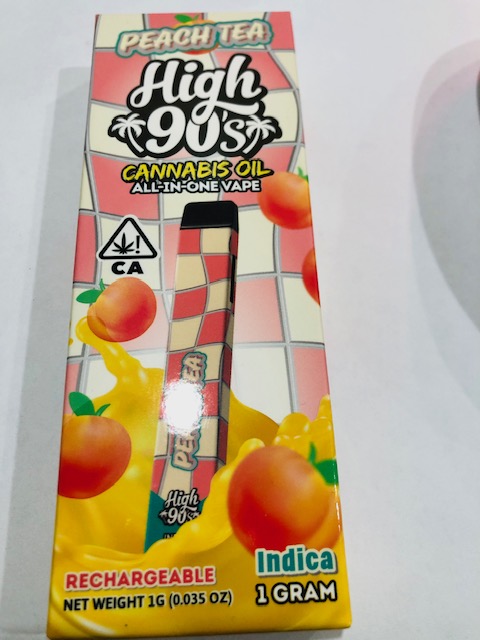 PEACH TEA
High
90's
CANNABIS OIL
ALL-IN-ONE VAPE
!
CA
PEACH TEA
High
90's
Indica
RECHARGEABLE
1 GRAM
NET WEIGHT 1G (0.035 OZ)